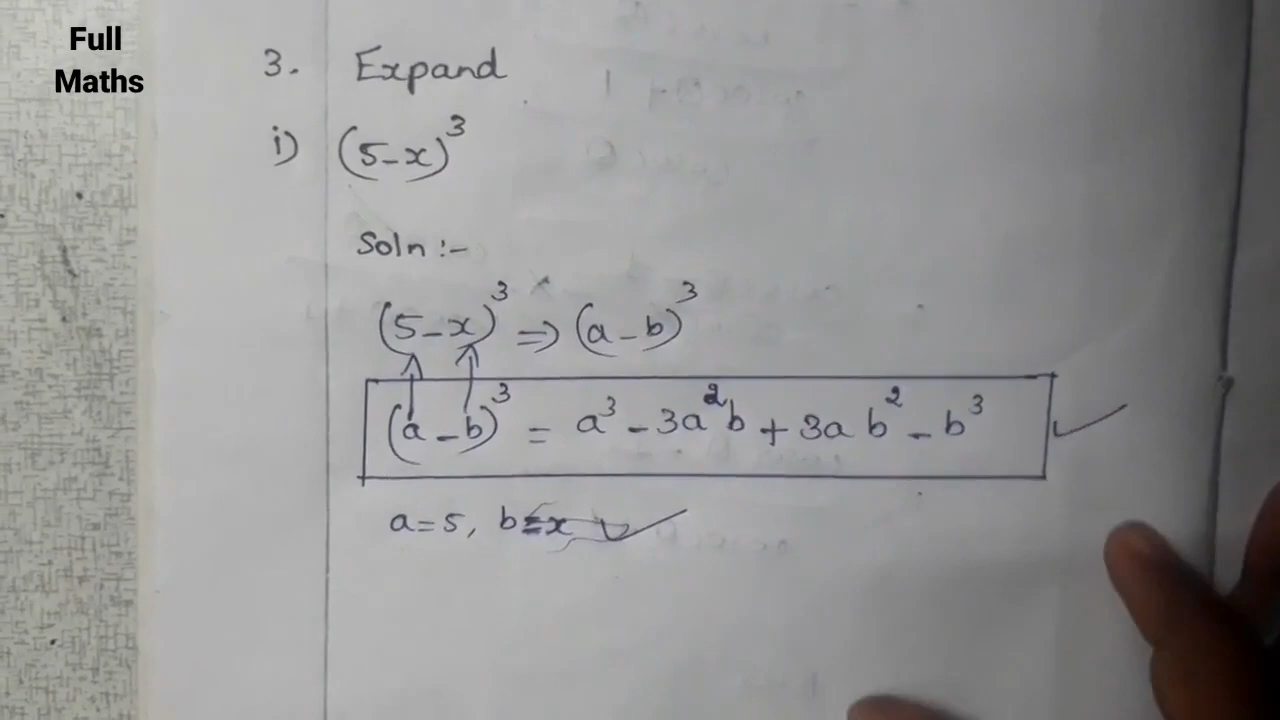 Full
Maths
3. Expand
i) (5-x)³
Soln :-
(5-x)³ ⇒ (a-b)³
(a-b)³ = a³ - 3a²b + 3ab² - b³
a=5, b=x